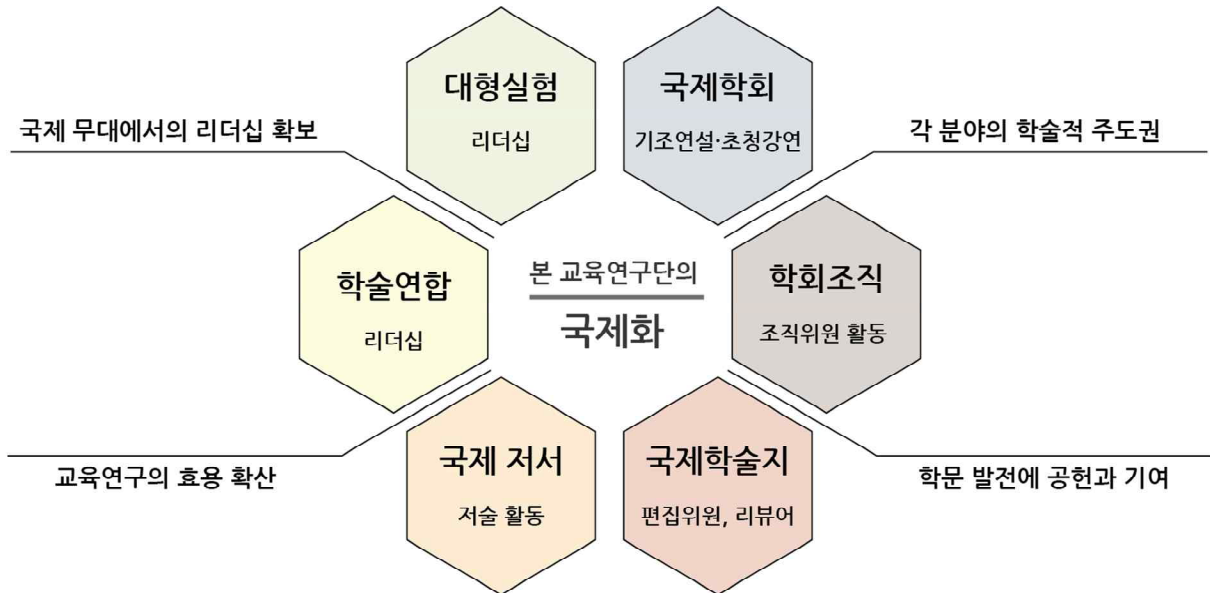 대형실험
리더십
국제학회
기조연설·초청강연
국제 무대에서의 리더십 확보
각 분야의 학술적 주도권
학술연합
리더십
본 교육연구단의
국제화
학회조직
조직위원 활동
교육연구의 효용 확산
국제 저서
저술 활동
국제학술지
편집위원, 리뷰어
학문 발전에 공헌과 기여